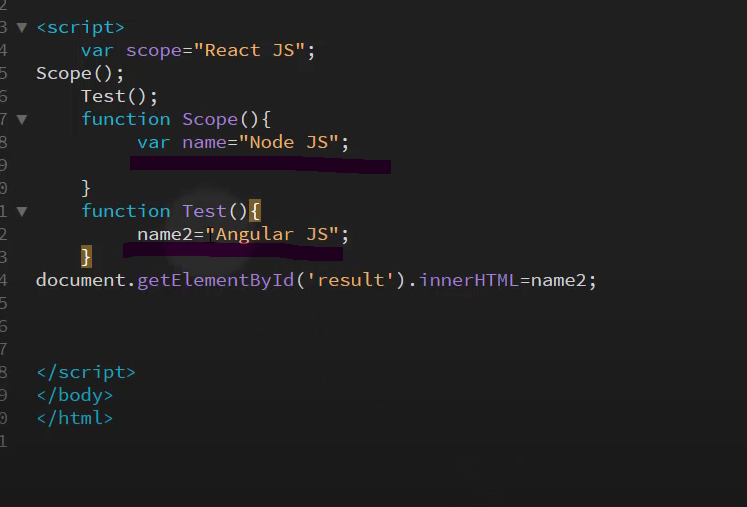 2
3 <script>
4 var scope="React JS";
5 Scope();
6 Test();
7 function Scope(){
8 var name="Node JS";
9
0 }
1 function Test(){
2 name2="Angular JS";
3 }
4 document.getElementById('result').innerHTML=name2;
5
6
7
8 </script>
9 </body>
0 </html>
1